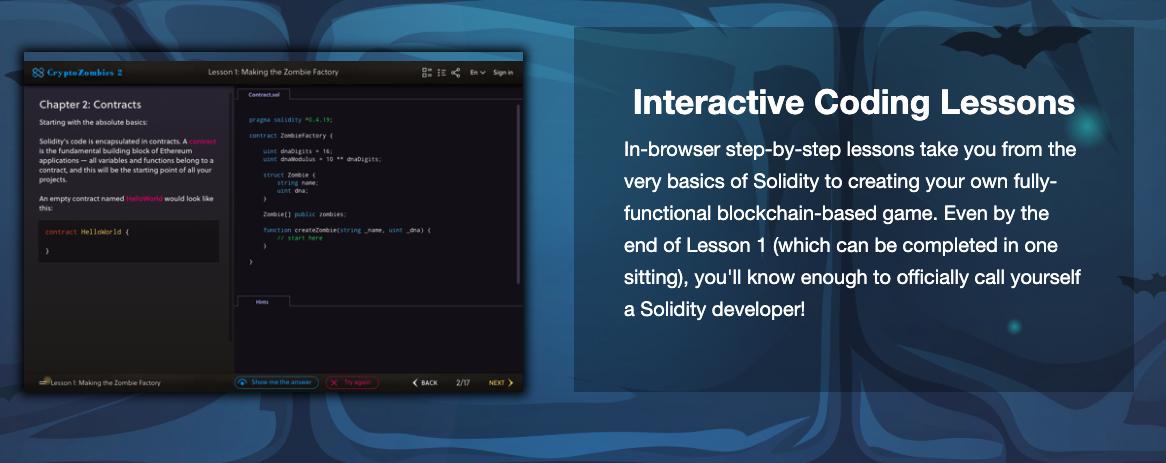 CryptoZombies 2
Lesson 1: Making the Zombie Factory
En
Sign in
Chapter 2: Contracts
Starting with the absolute basics:
Solidity's code is encapsulated in contracts. A contract
is the fundamental building block of Ethereum
applications — all variables and functions belong to a
contract, and this will be the starting point of all your
projects.
An empty contract named HelloWorld would look like
this:
contract HelloWorld {
}
Contract.sol
pragma solidity ^0.4.19;
contract ZombieFactory {
uint dnaDigits = 16;
uint dnaModulus = 10 ** dnaDigits;
struct Zombie {
string name;
uint dna;
}
Zombie[] public zombies;
function createZombie(string _name, uint _dna) {
// start here
}
}
Hints
Lesson 1: Making the Zombie Factory
Show me the answer
Try again
BACK
2/17
NEXT
Interactive Coding Lessons
In-browser step-by-step lessons take you from the
very basics of Solidity to creating your own fully-
functional blockchain-based game. Even by the
end of Lesson 1 (which can be completed in one
sitting), you'll know enough to officially call yourself
a Solidity developer!